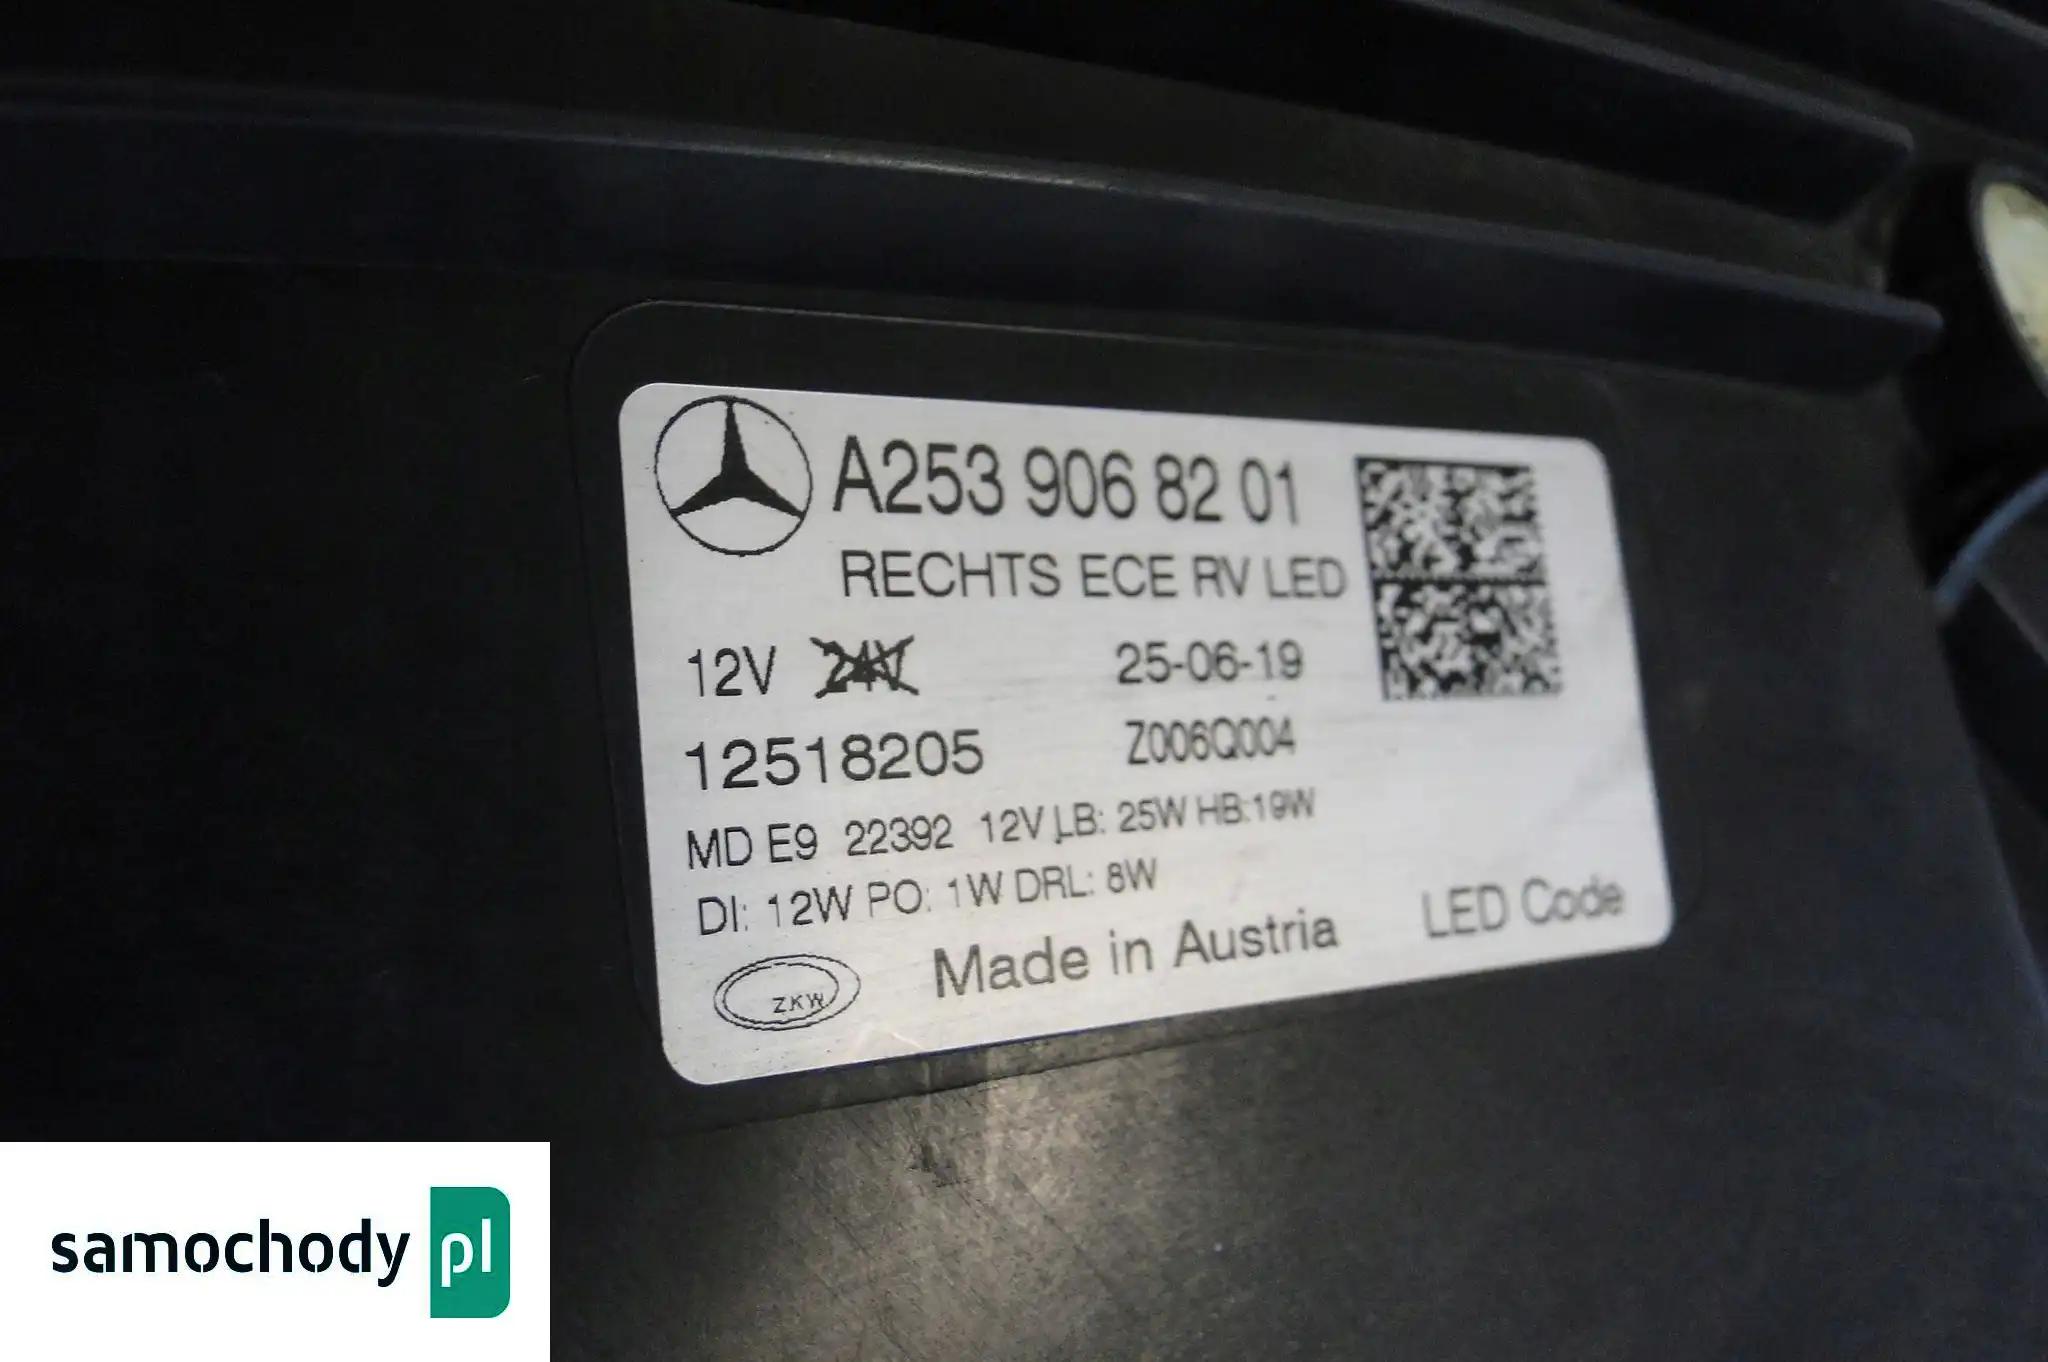 A253 906 82 01
RECHTS ECE RV LED
12V 24V 25-06-19
12518205 Z006Q004
MD E9 22392 12V LB: 25W HB:19W
DI: 12W PO: 1W DRL: 8W
ZKW Made in Austria LED Code
samochody pl